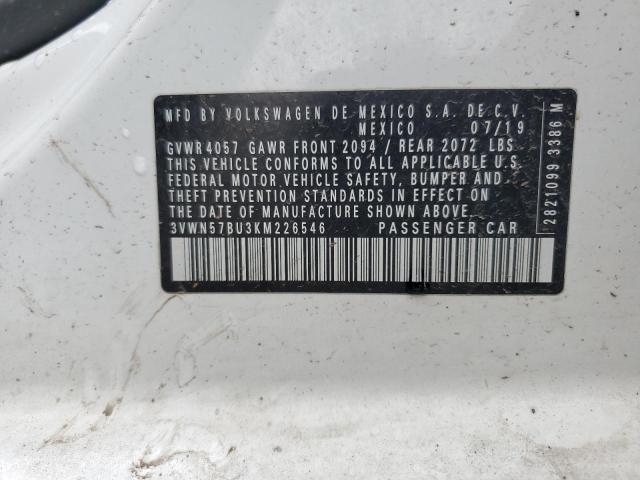 MFD BY VOLKSWAGEN DE MEXICO S.A. DE C.V.
MEXICO 07/19
GVWR 4057 GAWR FRONT 2094 / REAR 2072 LBS
THIS VEHICLE CONFORMS TO ALL APPLICABLE U.S.
FEDERAL MOTOR VEHICLE SAFETY, BUMPER AND
THEFT PREVENTION STANDARDS IN EFFECT ON
THE DATE OF MANUFACTURE SHOWN ABOVE.
3VWN57BU3KM226546 PASSENGER CAR
2821099 3386 M